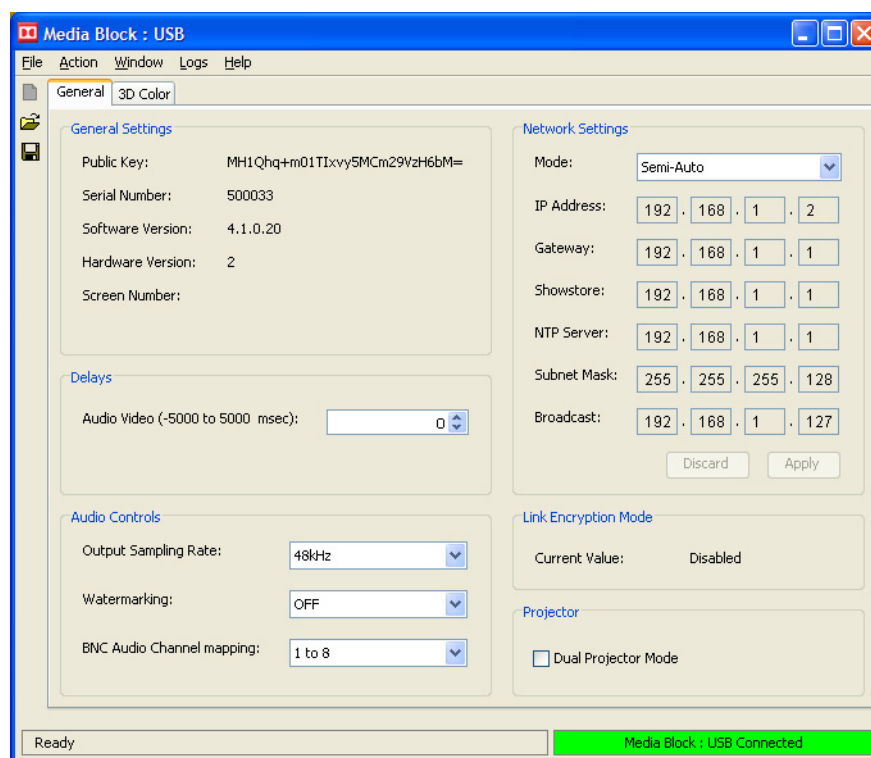 Media Block : USB
File Action Window Logs Help
General 3D Color
General Settings
Public Key: MH1Qhq+m01TIxvy5MCm29VzH6bM=
Serial Number: 500033
Software Version: 4.1.0.20
Hardware Version: 2
Screen Number:
Delays
Audio Video (-5000 to 5000 msec): 0
Audio Controls
Output Sampling Rate: 48kHz
Watermarking: OFF
BNC Audio Channel mapping: 1 to 8
Network Settings
Mode: Semi-Auto
IP Address: 192 . 168 . 1 . 2
Gateway: 192 . 168 . 1 . 1
Showstore: 192 . 168 . 1 . 1
NTP Server: 192 . 168 . 1 . 1
Subnet Mask: 255 . 255 . 255 . 128
Broadcast: 192 . 168 . 1 . 127
Discard Apply
Link Encryption Mode
Current Value: Disabled
Projector
Dual Projector Mode
Ready
Media Block : USB Connected